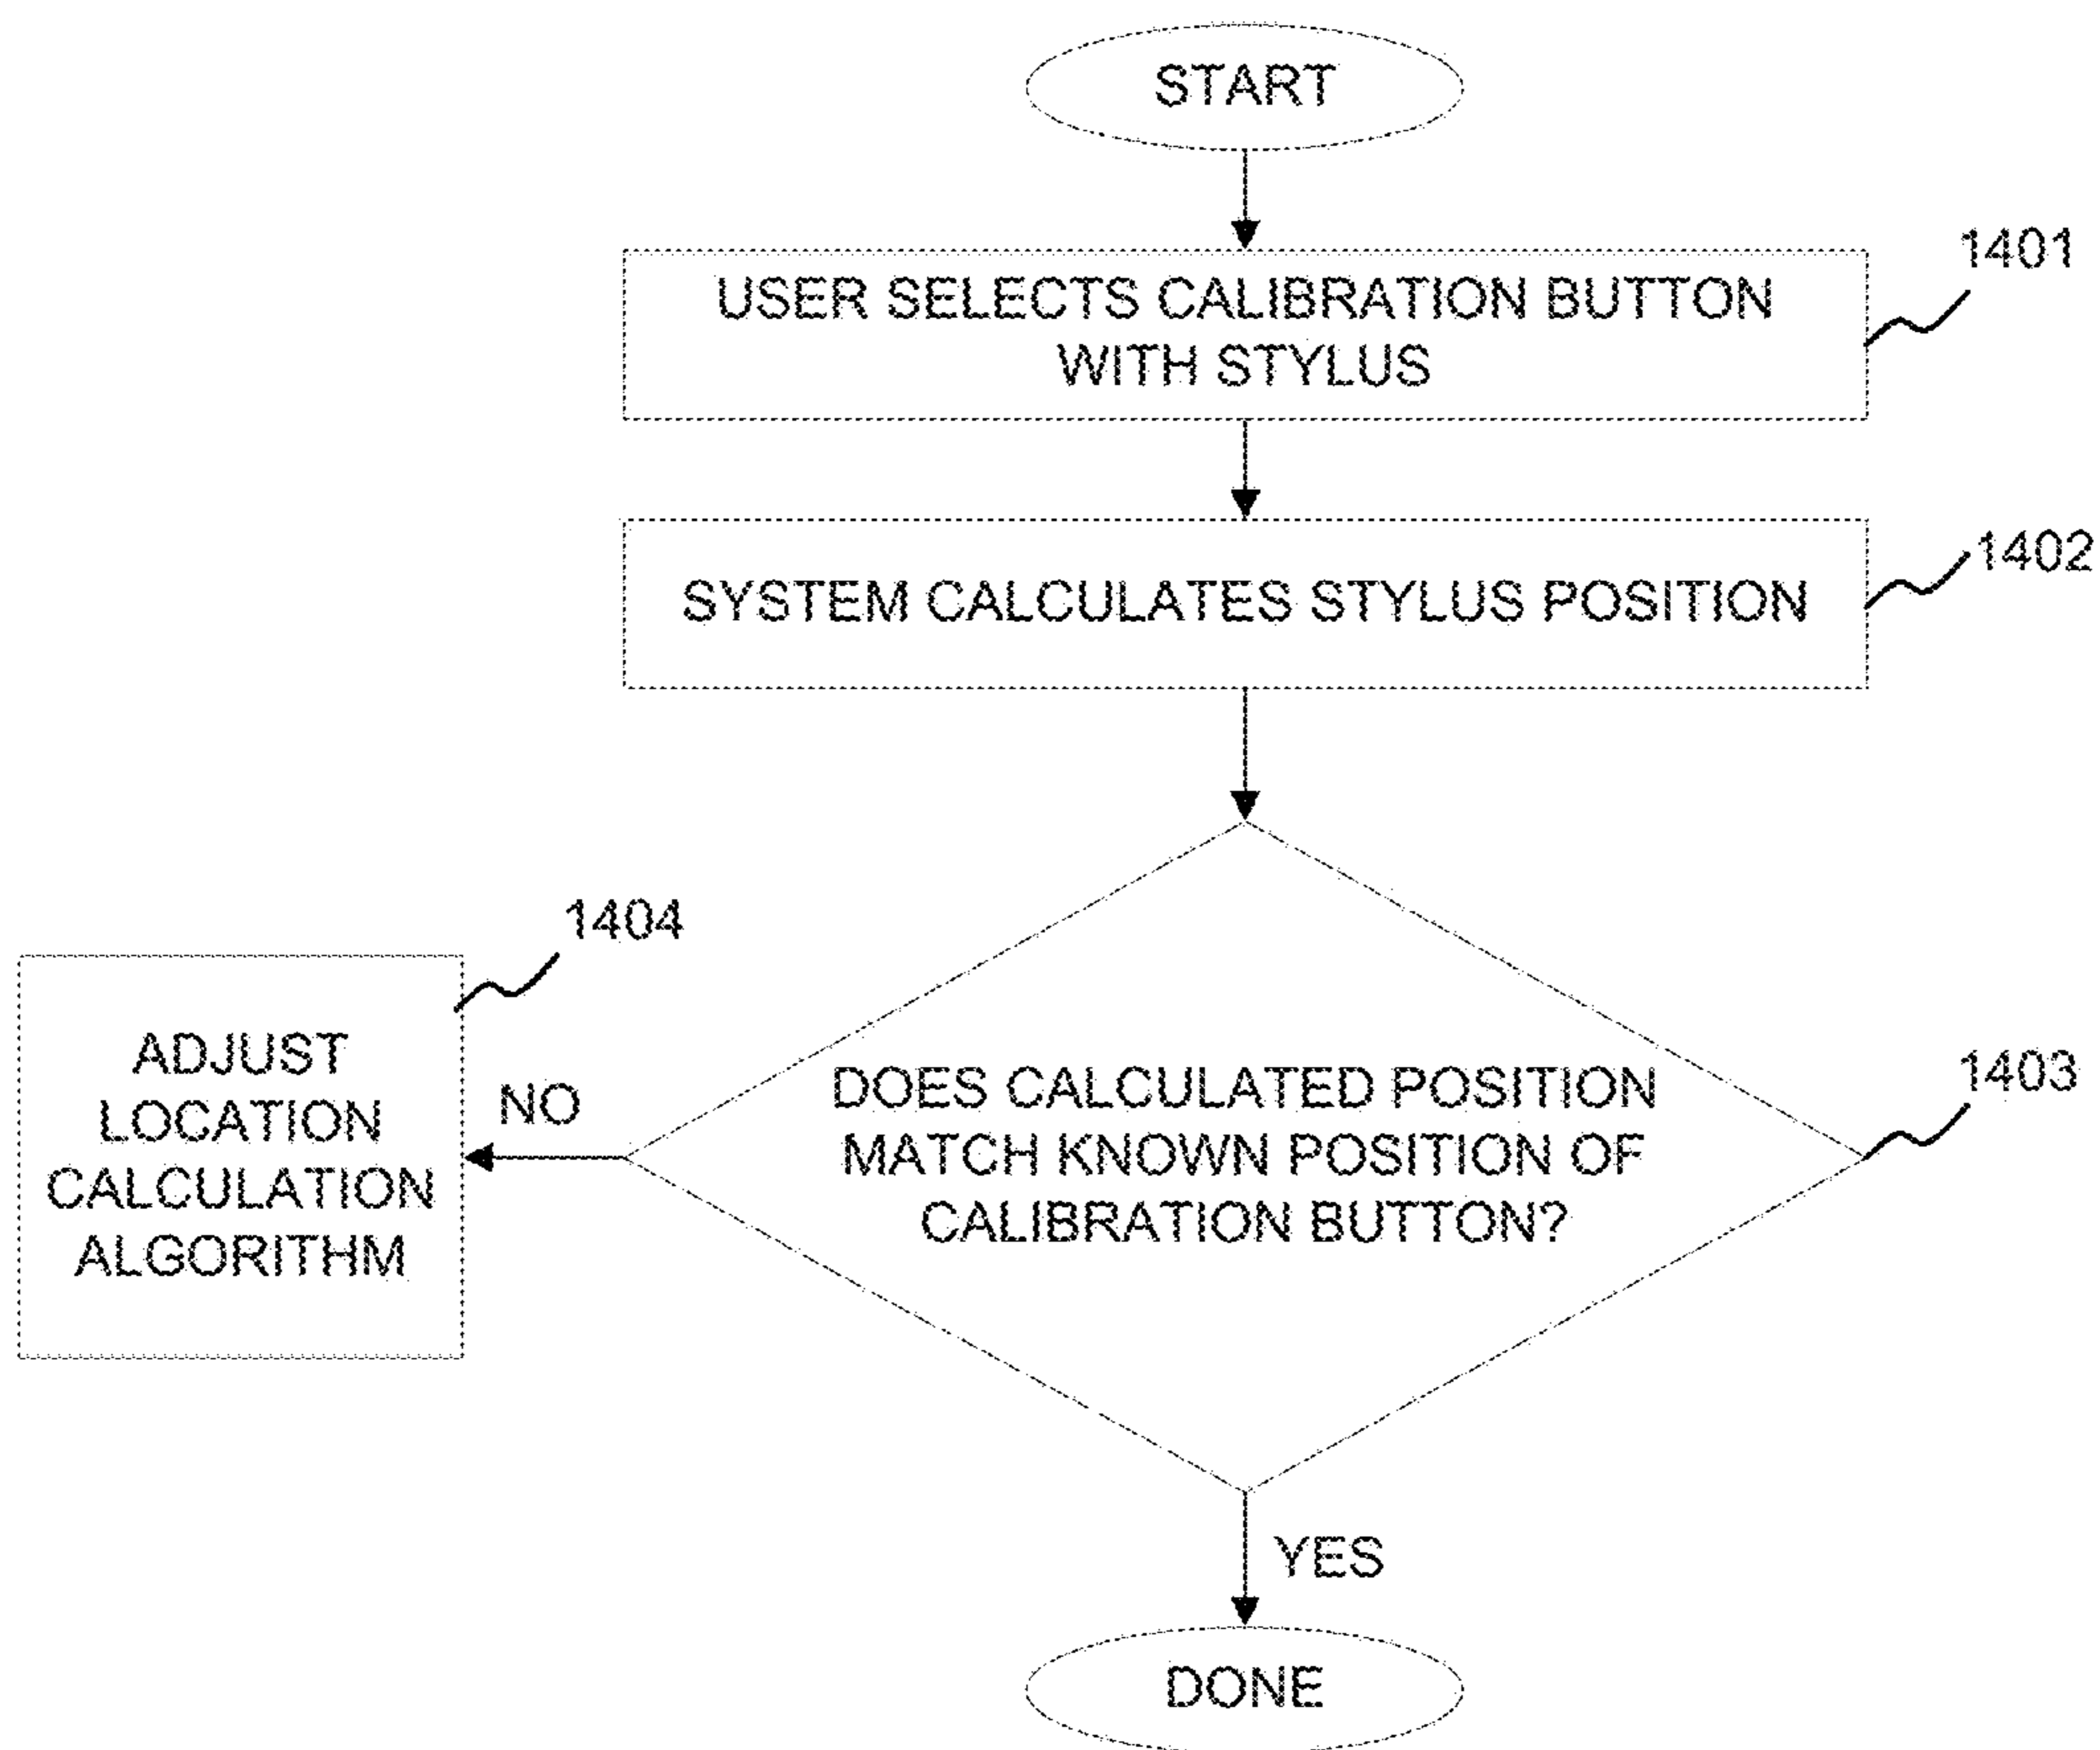 START
1401
USER SELECTS CALIBRATION BUTTON
WITH STYLUS
1402
SYSTEM CALCULATES STYLUS POSITION
1404
ADJUST
LOCATION
CALCULATION
ALGORITHM
NO
1403
DOES CALCULATED POSITION
MATCH KNOWN POSITION OF
CALIBRATION BUTTON?
YES
DONE